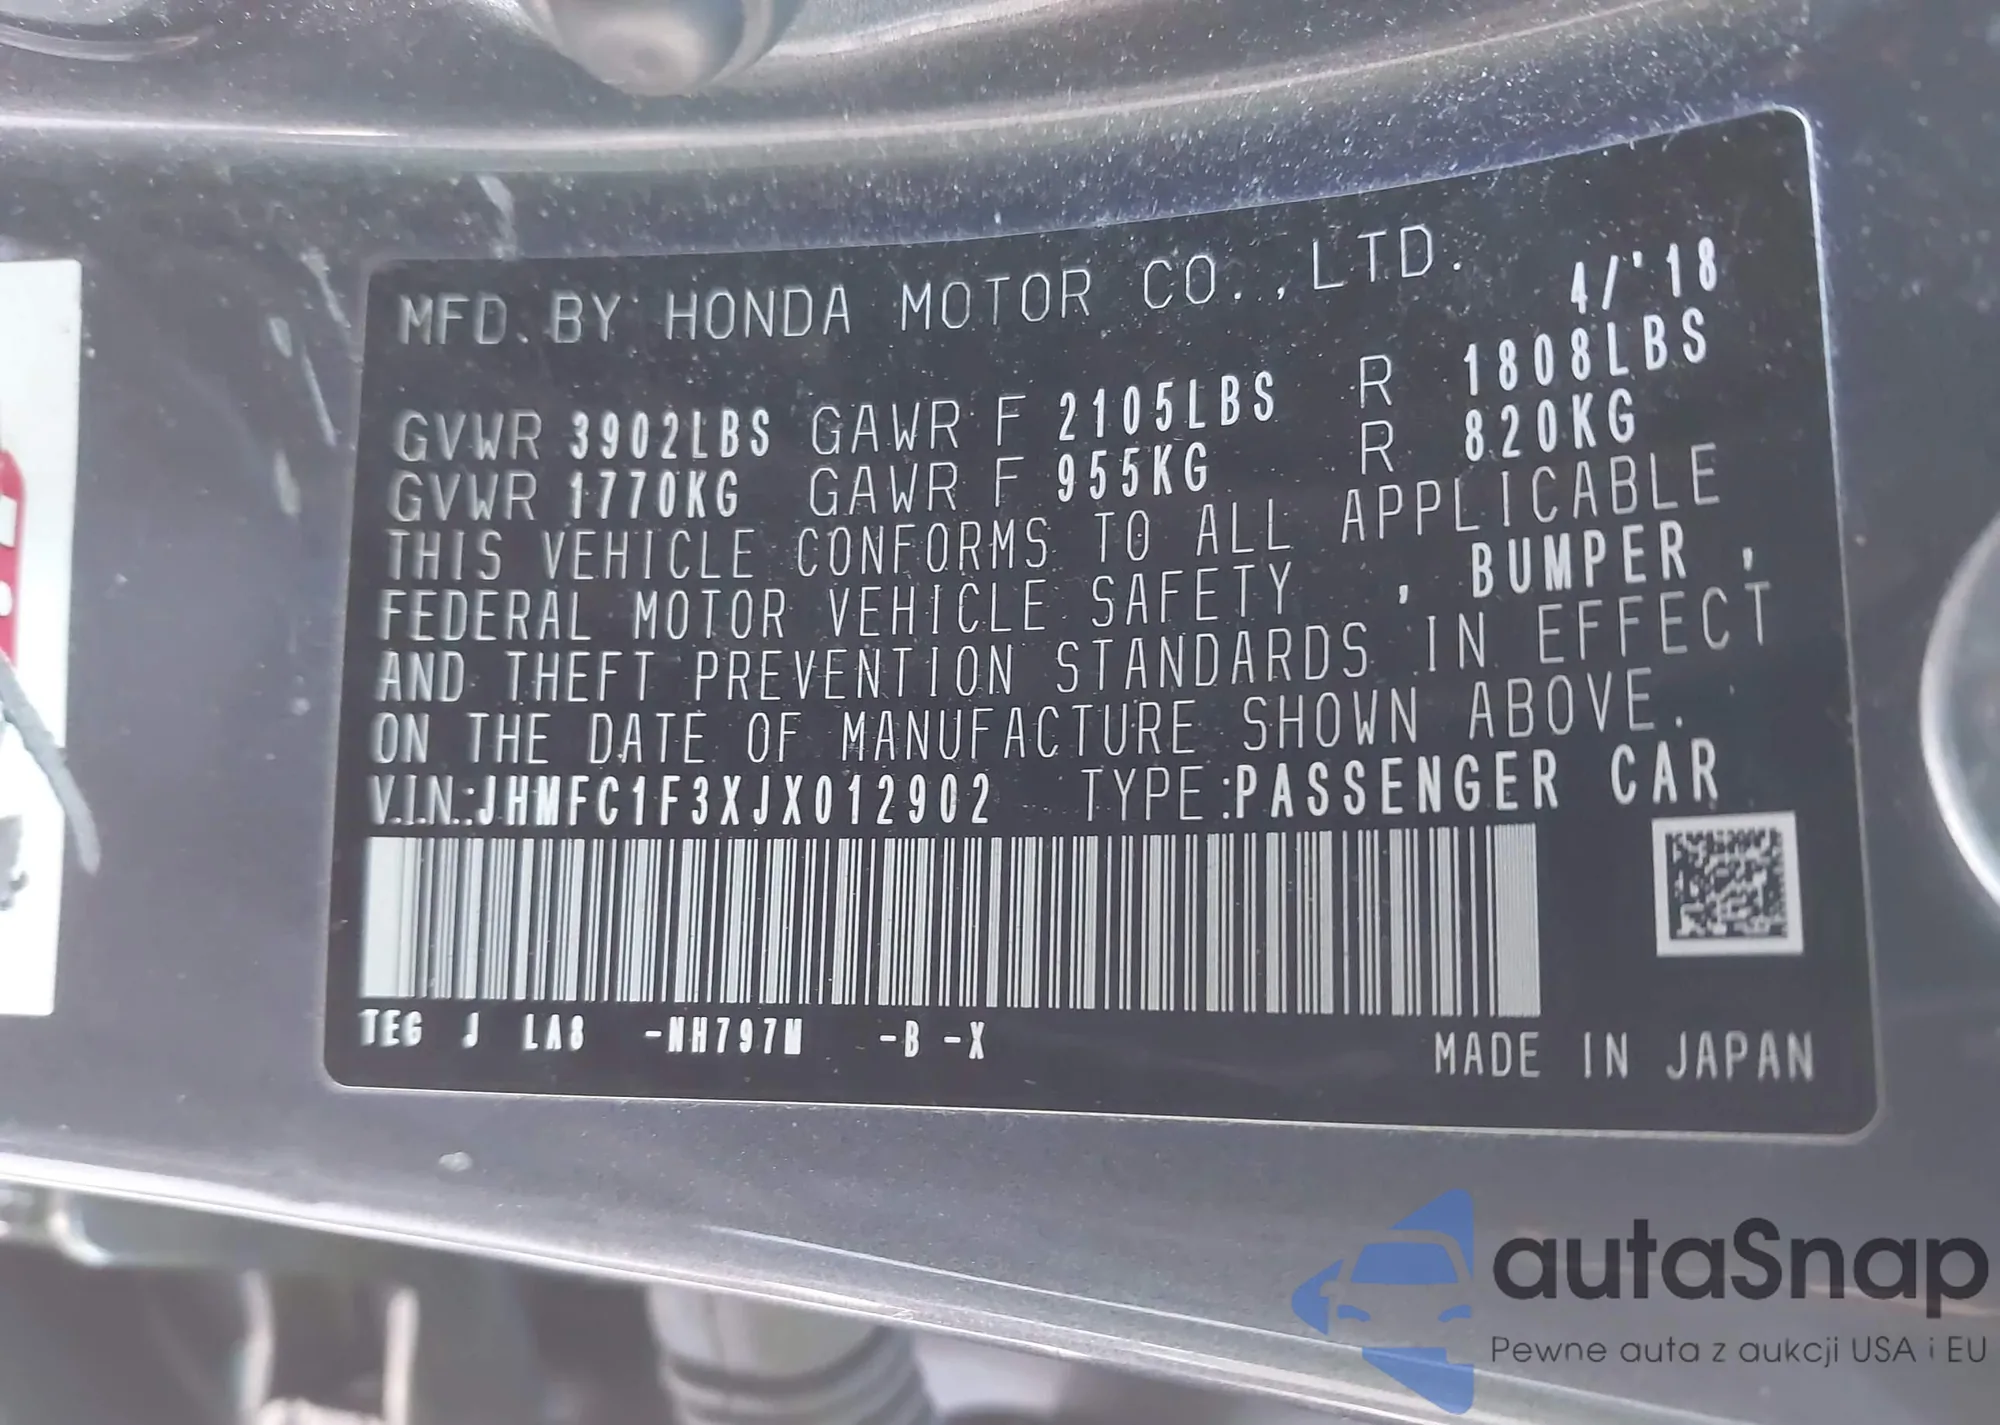 MFD. BY HONDA MOTOR CO., LTD. 4/'18
GVWR 3902LBS GAWR F 2105LBS R 1808LBS
GVWR 1770KG GAWR F 955KG R 820KG
THIS VEHICLE CONFORMS TO ALL APPLICABLE
FEDERAL MOTOR VEHICLE SAFETY , BUMPER ,
AND THEFT PREVENTION STANDARDS IN EFFECT
ON THE DATE OF MANUFACTURE SHOWN ABOVE.
V.I.N.:JHMFC1F3XJX012902 TYPE:PASSENGER CAR
TEG J LA8 -NH797M -B -X
MADE IN JAPAN
autaSnap
Pewne auta z aukcji USA i EU